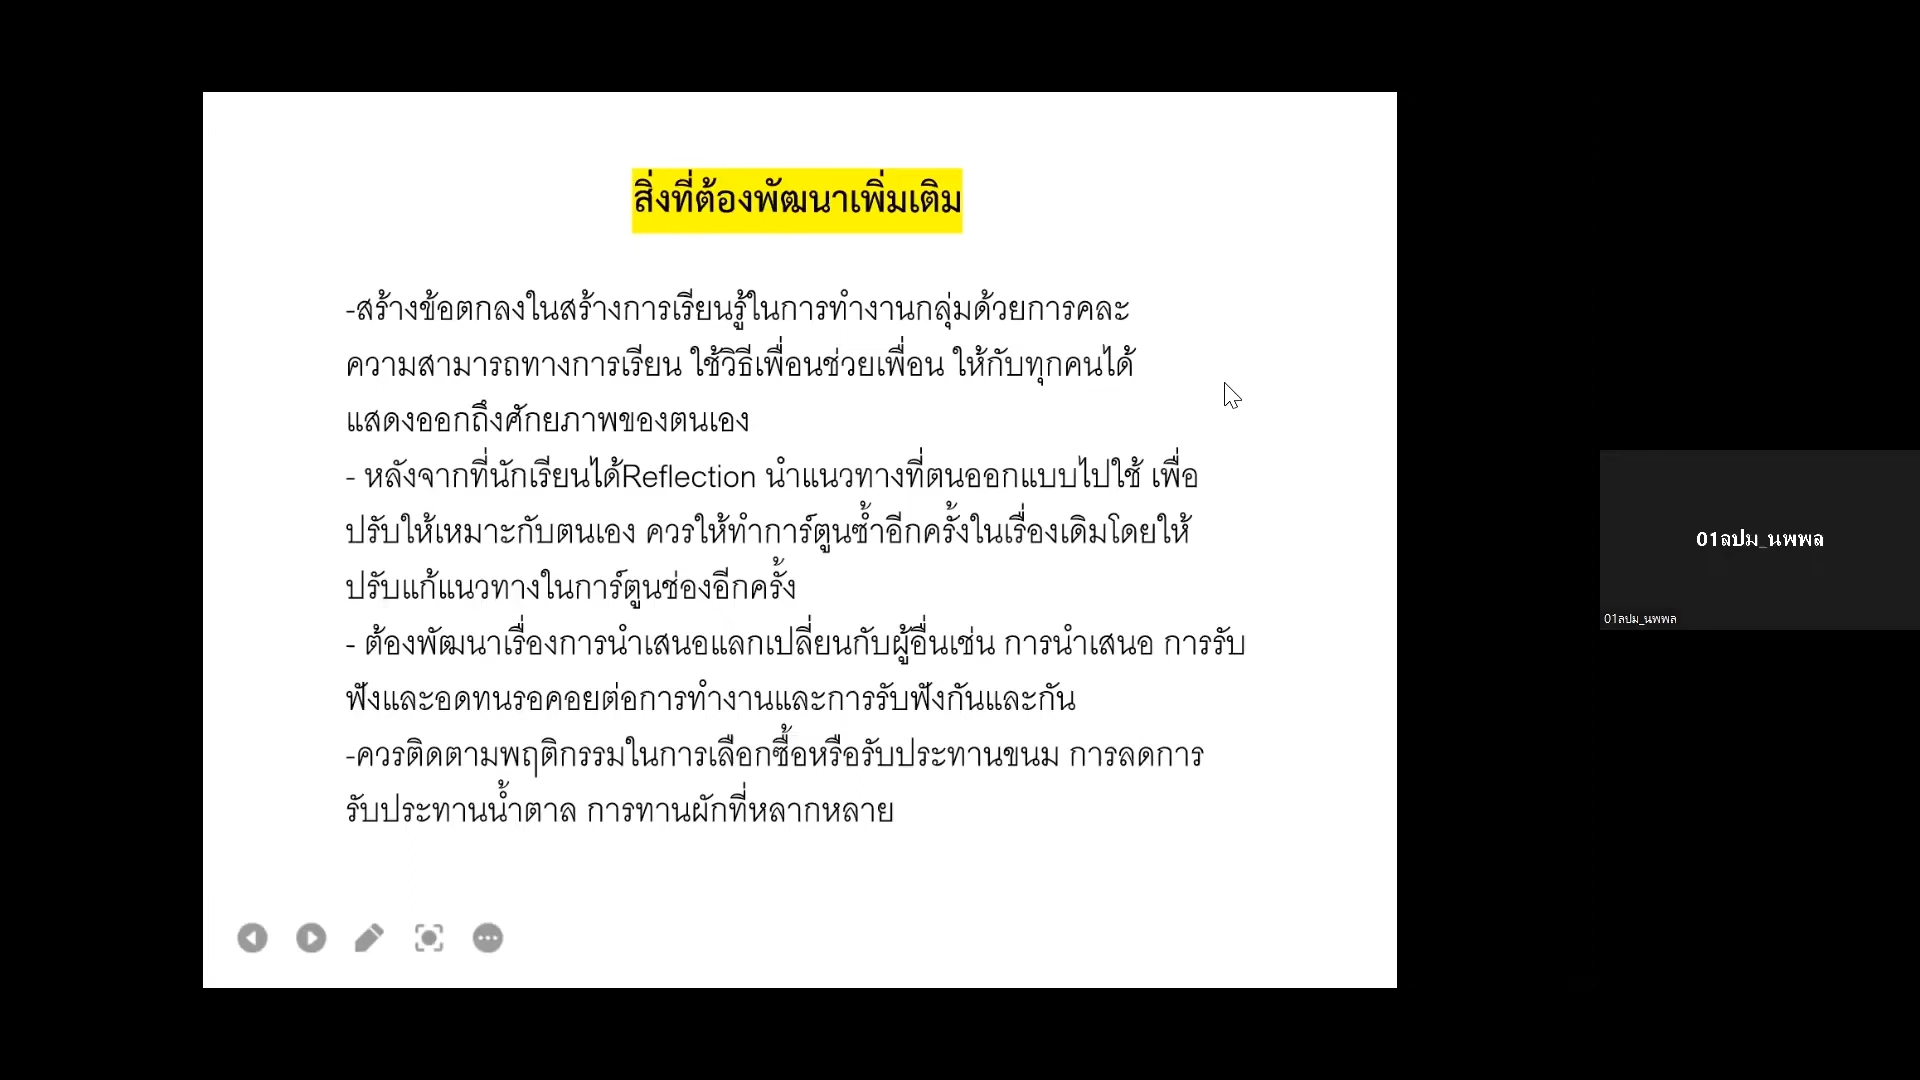 สิ่งที่ต้องพัฒนาเพิ่มเติม
-สร้างข้อตกลงในสร้างการเรียนรู้ในการทำงานกลุ่มด้วยการคละ
ความสามารถทางการเรียน ใช้วิธีเพื่อนช่วยเพื่อน ให้กับทุกคนได้
แสดงออกถึงศักยภาพของตนเอง
- หลังจากที่นักเรียนได้Reflection นำแนวทางที่ตนออกแบบไปใช้ เพื่อ
ปรับให้เหมาะกับตนเอง ควรให้ทำการ์ตูนซ้ำอีกครั้งในเรื่องเดิมโดยให้
ปรับแก้แนวทางในการ์ตูนช่องอีกครั้ง
- ต้องพัฒนาเรื่องการนำเสนอแลกเปลี่ยนกับผู้อื่นเช่น การนำเสนอ การรับ
ฟังและอดทนรอคอยต่อการทำงานและการรับฟังกันและกัน
-ควรติดตามพฤติกรรมในการเลือกซื้อหรือรับประทานขนม การลดการ
รับประทานน้ำตาล การทานผักที่หลากหลาย
01ลปม_นพพล
01ลปม_นพพล